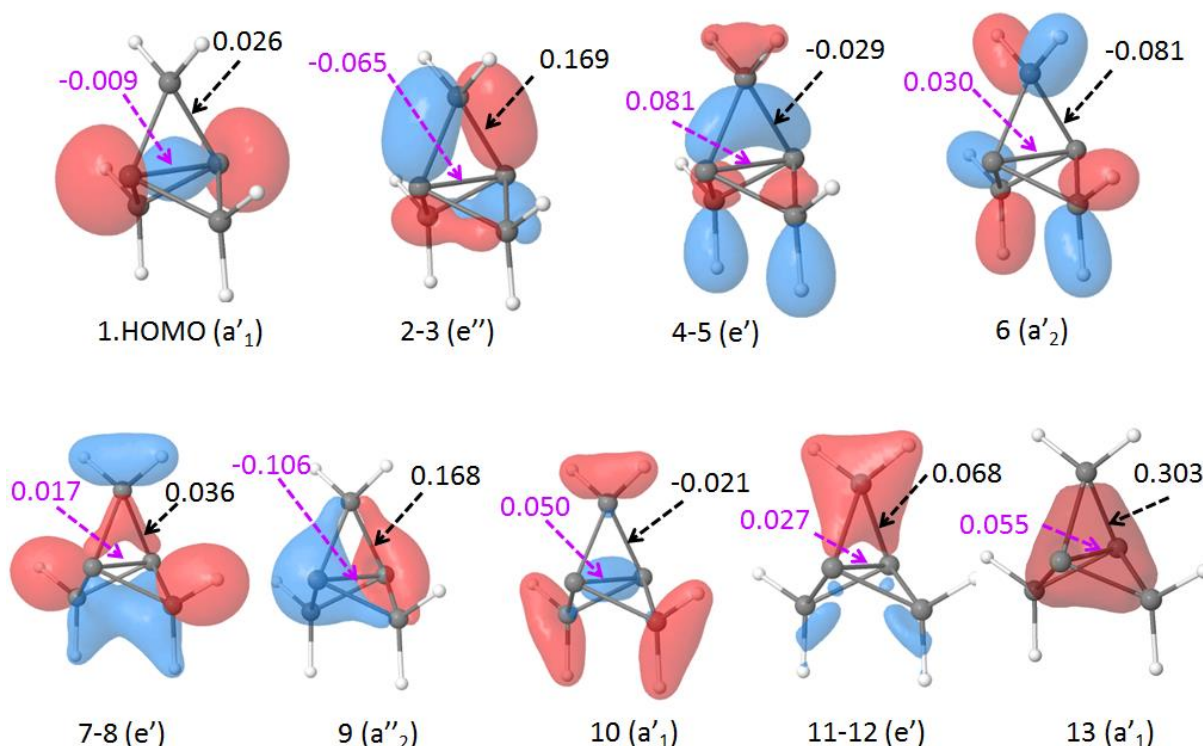 -0.009
0.026
-0.065
0.169
0.081
-0.029
0.030
-0.081
1.HOMO (a'₁)
2-3 (e'')
4-5 (e')
6 (a'₂)
0.017
0.036
-0.106
0.168
0.050
-0.021
0.027
0.068
0.055
0.303
7-8 (e')
9 (a''₂)
10 (a'₁)
11-12 (e')
13 (a'₁)